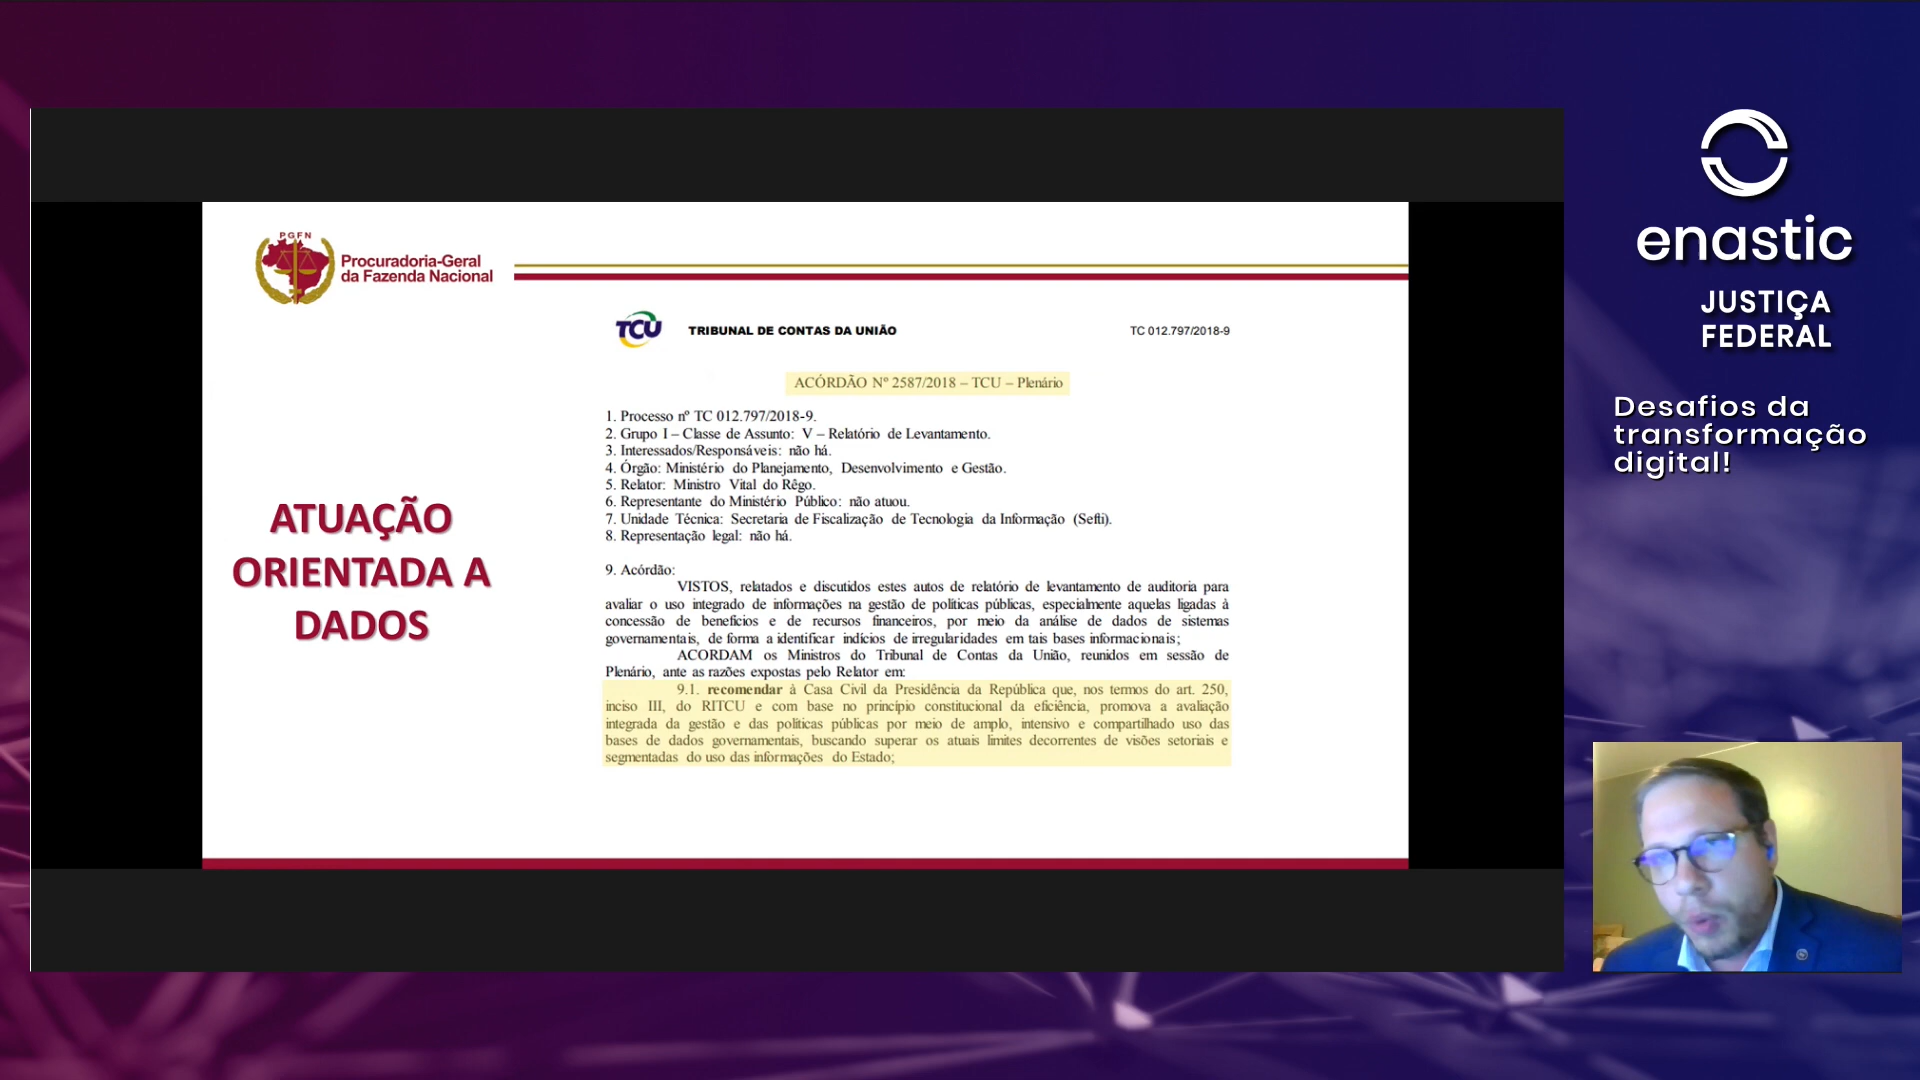 PGFN
Procuradoria-Geral
da Fazenda Nacional
TCU
TRIBUNAL DE CONTAS DA UNIÃO
TC 012.797/2018-9
ACÓRDÃO Nº 2587/2018 – TCU – Plenário
1. Processo nº TC 012.797/2018-9.
2. Grupo I – Classe de Assunto: V – Relatório de Levantamento.
3. Interessados/Responsáveis: não há.
4. Órgão: Ministério do Planejamento, Desenvolvimento e Gestão.
5. Relator: Ministro Vital do Rêgo.
6. Representante do Ministério Público: não atuou.
7. Unidade Técnica: Secretaria de Fiscalização de Tecnologia da Informação (Sefti).
8. Representação legal: não há.
9. Acórdão:
VISTOS, relatados e discutidos estes autos de relatório de levantamento de auditoria para
avaliar o uso integrado de informações na gestão de políticas públicas, especialmente aquelas ligadas à
concessão de benefícios e de recursos financeiros, por meio da análise de dados de sistemas
governamentais, de forma a identificar indícios de irregularidades em tais bases informacionais;
ACORDAM os Ministros do Tribunal de Contas da União, reunidos em sessão de
Plenário, ante as razões expostas pelo Relator em:
9.1. recomendar à Casa Civil da Presidência da República que, nos termos do art. 250,
inciso III, do RITCU e com base no princípio constitucional da eficiência, promova a avaliação
integrada da gestão e das políticas públicas por meio de amplo, intensivo e compartilhado uso das
bases de dados governamentais, buscando superar os atuais limites decorrentes de visões setoriais e
segmentadas do uso das informações do Estado;
ATUAÇÃO
ORIENTADA A
DADOS
enastic
JUSTIÇA
FEDERAL
Desafios da
transformação
digital!